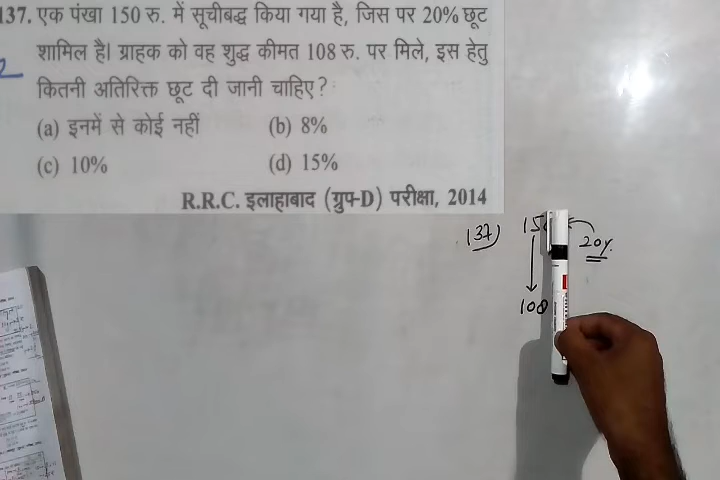 137. एक पंखा 150 रु. में सूचीबद्ध किया गया है, जिस पर 20% छूट
शामिल है। ग्राहक को वह शुद्ध कीमत 108 रु. पर मिले, इस हेतु
कितनी अतिरिक्त छूट दी जानी चाहिए?
(a) इनमें से कोई नहीं (b) 8%
(c) 10% (d) 15%
R.R.C. इलाहाबाद (ग्रुप-D) परीक्षा, 2014
137) 150
20%
108